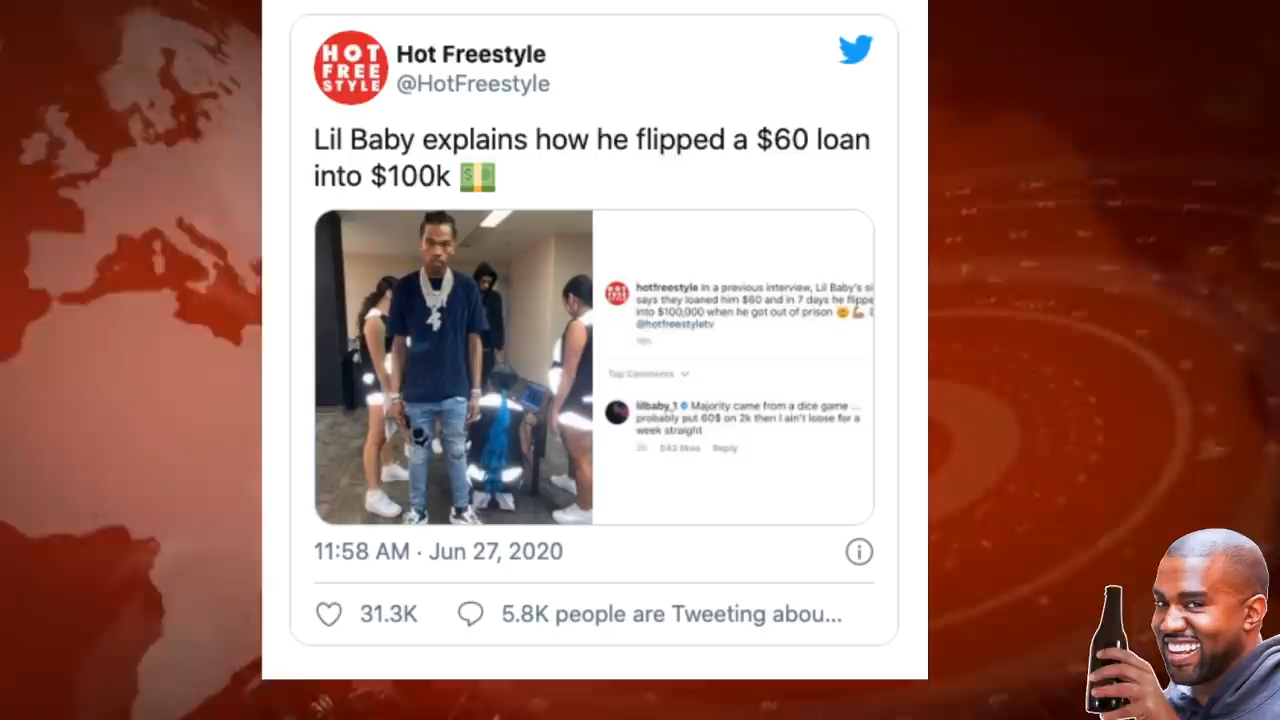 HOT
FREE
STYLE
Hot Freestyle
@HotFreestyle
Lil Baby explains how he flipped a $60 loan
into $100k 💵
hotfreestyle In a previous interview, Lil Baby's si
says they loaned him $60 and in 7 days he flippe
into $100,000 when he got out of prison
@hotfreestyletv
Top Comments
lilbaby_1 Majority came from a dice game ...
probably put 60$ on 2k then I ain't loose for a
week straight
543 likes Reply
11:58 AM · Jun 27, 2020
31.3K 5.8K people are Tweeting abou...